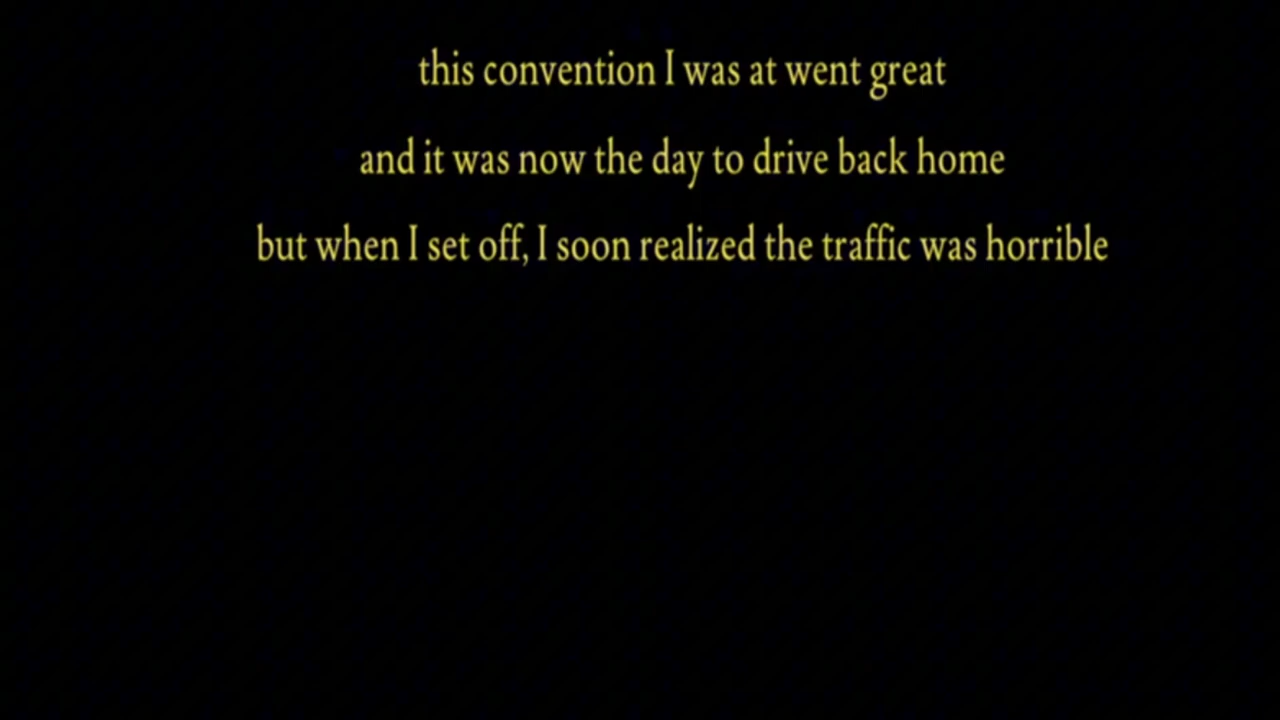 this convention I was at went great
and it was now the day to drive back home
but when I set off, I soon realized the traffic was horrible